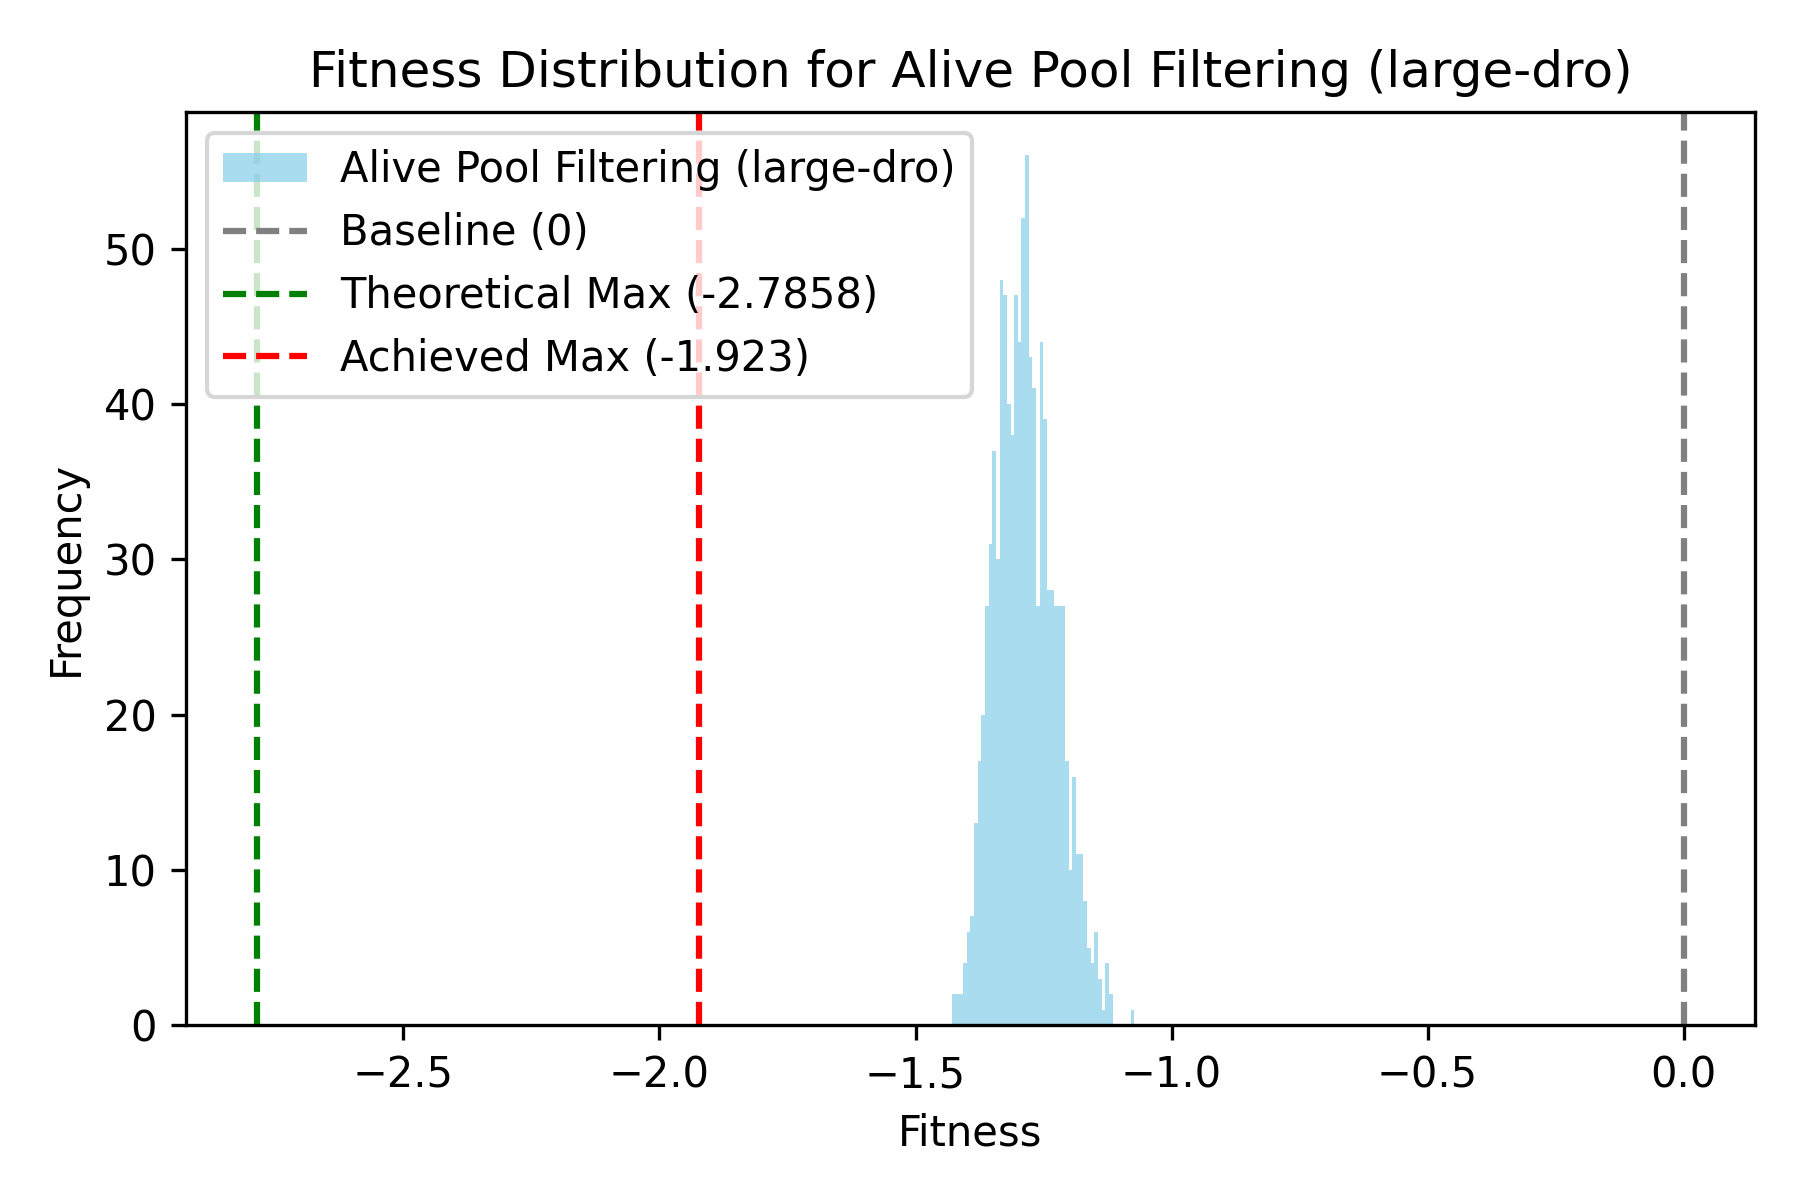 Fitness Distribution for Alive Pool Filtering (large-dro)
Alive Pool Filtering (large-dro)
Baseline (0)
Theoretical Max (-2.7858)
Achieved Max (-1.923)
Frequency
50
40
30
20
10
0
−2.5 −2.0 −1.5 −1.0 −0.5 0.0
Fitness